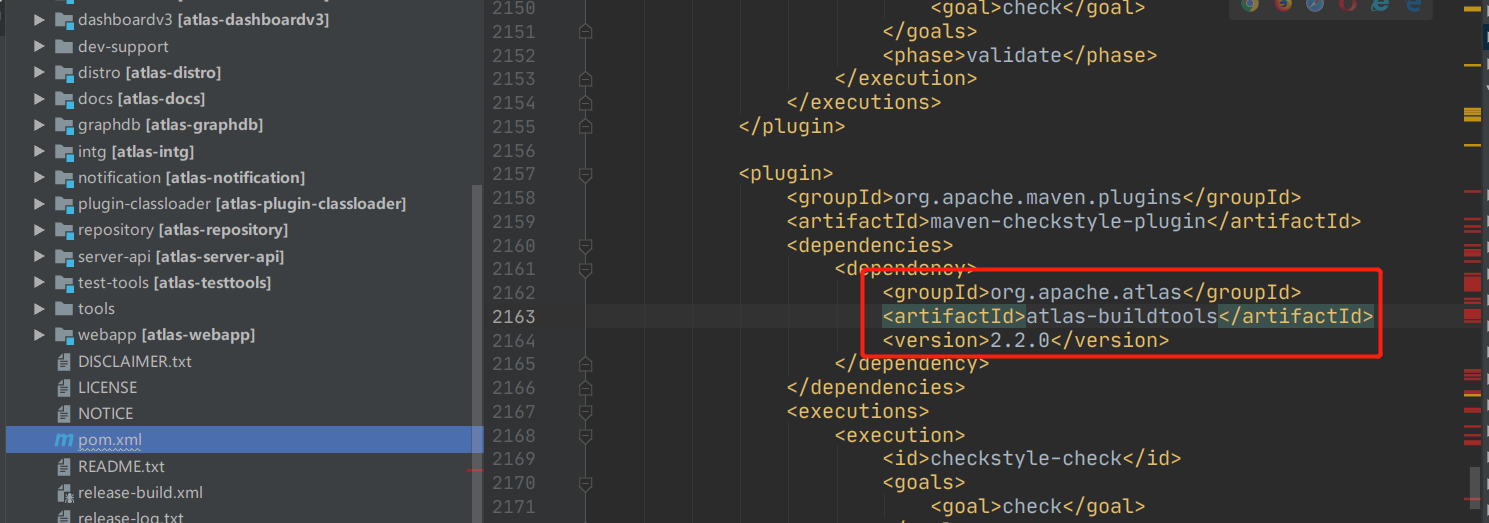 dashboardv3 [atlas-dashboardv3]
dev-support
distro [atlas-distro]
docs [atlas-docs]
graphdb [atlas-graphdb]
intg [atlas-intg]
notification [atlas-notification]
plugin-classloader [atlas-plugin-classloader]
repository [atlas-repository]
server-api [atlas-server-api]
test-tools [atlas-testtools]
tools
webapp [atlas-webapp]
DISCLAIMER.txt
LICENSE
NOTICE
pom.xml
README.txt
release-build.xml
release-log.txt
2150 <goal>check</goal>
2151 </goals>
2152 <phase>validate</phase>
2153 </execution>
2154 </executions>
2155 </plugin>
2156
2157 <plugin>
2158 <groupId>org.apache.maven.plugins</groupId>
2159 <artifactId>maven-checkstyle-plugin</artifactId>
2160 <dependencies>
2161 <dependency>
2162 <groupId>org.apache.atlas</groupId>
2163 <artifactId>atlas-buildtools</artifactId>
2164 <version>2.2.0</version>
2165 </dependency>
2166 </dependencies>
2167 <executions>
2168 <execution>
2169 <id>checkstyle-check</id>
2170 <goals>
2171 <goal>check</goal>